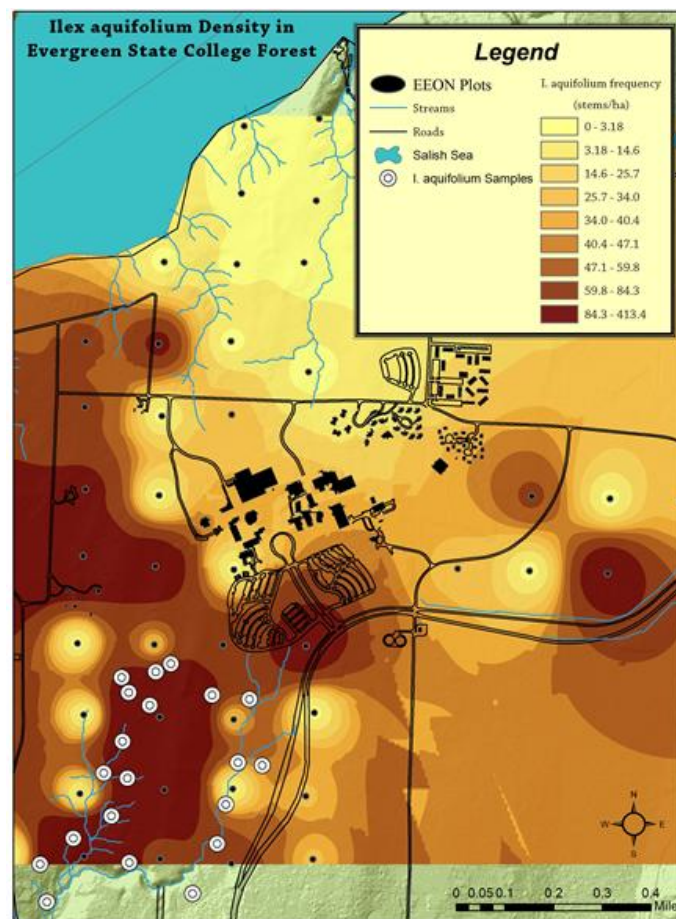 Ilex aquifolium Density in
Evergreen State College Forest
Legend
EEON Plots
Streams
Roads
Salish Sea
I. aquifolium Samples
I. aquifolium frequency
(stems/ha)
0 - 3.18
3.18 - 14.6
14.6 - 25.7
25.7 - 34.0
34.0 - 40.4
40.4 - 47.1
47.1 - 59.8
59.8 - 84.3
84.3 - 413.4
N
W E
S
0 0.05 0.1 0.2 0.3 0.4
Mile